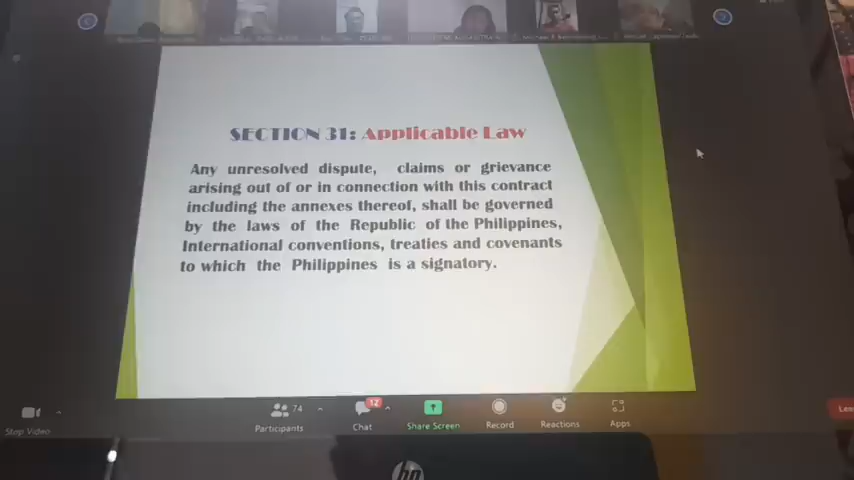 SECTION 31: Applicable Law
Any unresolved dispute, claims or grievance
arising out of or in connection with this contract
including the annexes thereof, shall be governed
by the laws of the Republic of the Philippines,
International conventions, treaties and covenants
to which the Philippines is a signatory.
74
12
Stop Video
Participants
Chat
Share Screen
Record
Reactions
Apps
hp